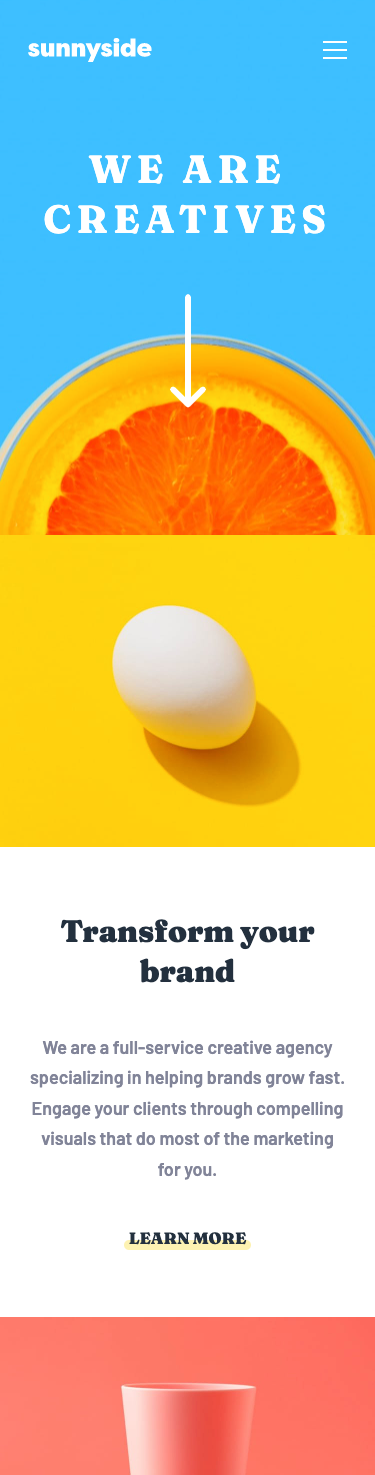 sunnyside
WE ARE
CREATIVES
Transform your
brand
We are a full-service creative agency
specializing in helping brands grow fast.
Engage your clients through compelling
visuals that do most of the marketing
for you.
LEARN MORE